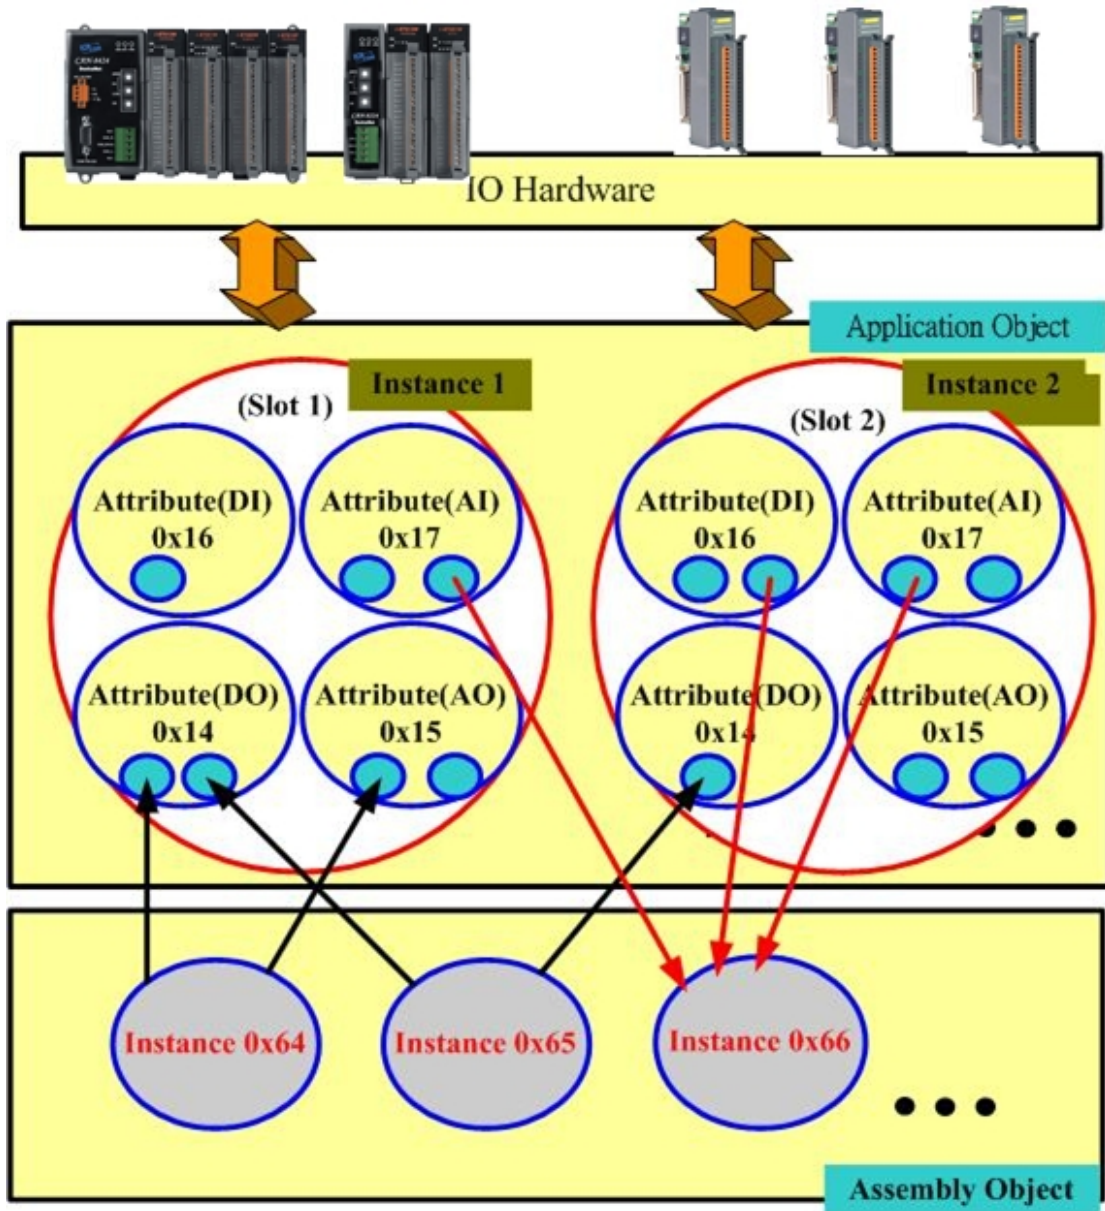 IO Hardware
Application Object
Instance 1
(Slot 1)
Attribute(DI)
0x16
Attribute(AI)
0x17
Attribute(DO)
0x14
Attribute(AO)
0x15
Instance 2
(Slot 2)
Attribute(DI)
0x16
Attribute(AI)
0x17
Attribute(DO)
0x14
Attribute(AO)
0x15
Instance 0x64
Instance 0x65
Instance 0x66
Assembly Object